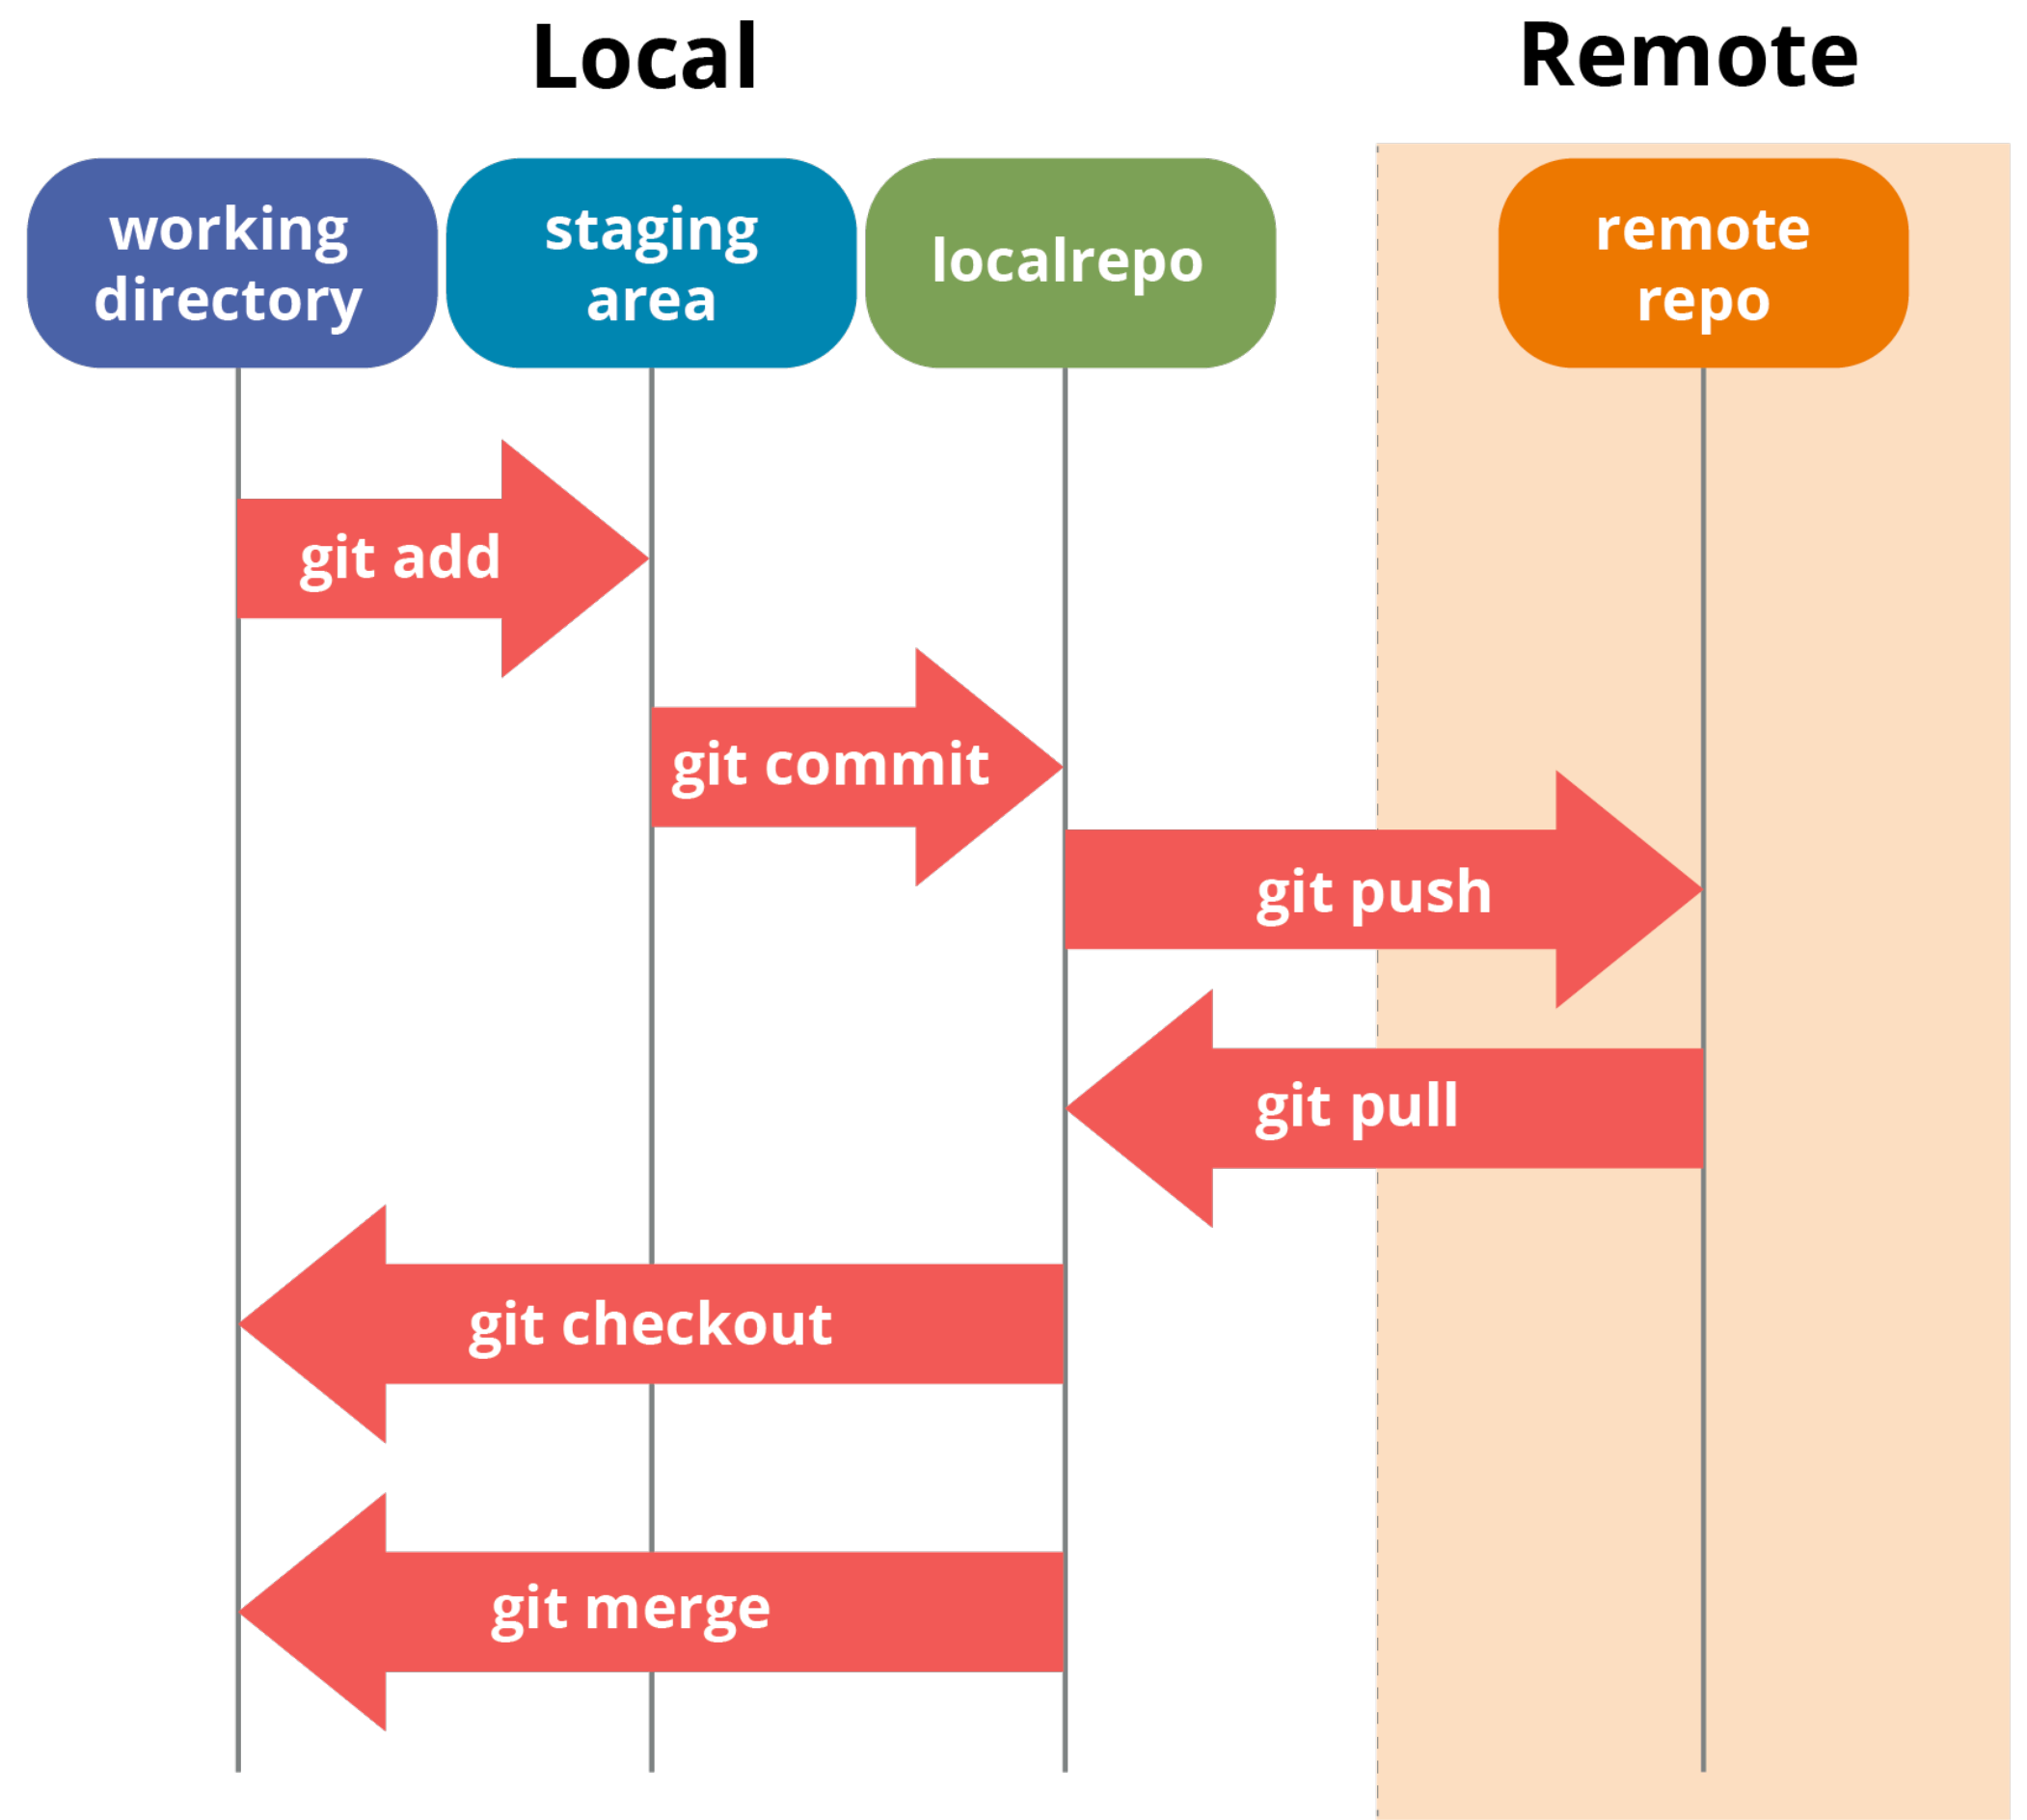 Local
Remote
working
directory
staging
area
localrepo
remote
repo
git add
git commit
git push
git pull
git checkout
git merge